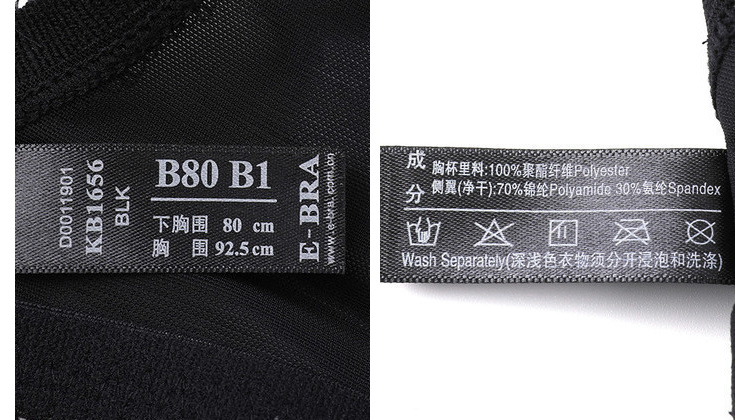 D0011901
KB1656
BLK
B80 B1
下胸围 80 cm
胸 围 92.5cm
E-BRA
www.e-bra.com.cn
成分
胸杯里料:100%聚酯纤维Polyester
侧翼(净干):70%锦纶Polyamide 30%氨纶Spandex
Wash Separately(深浅色衣物须分开浸泡和洗涤)